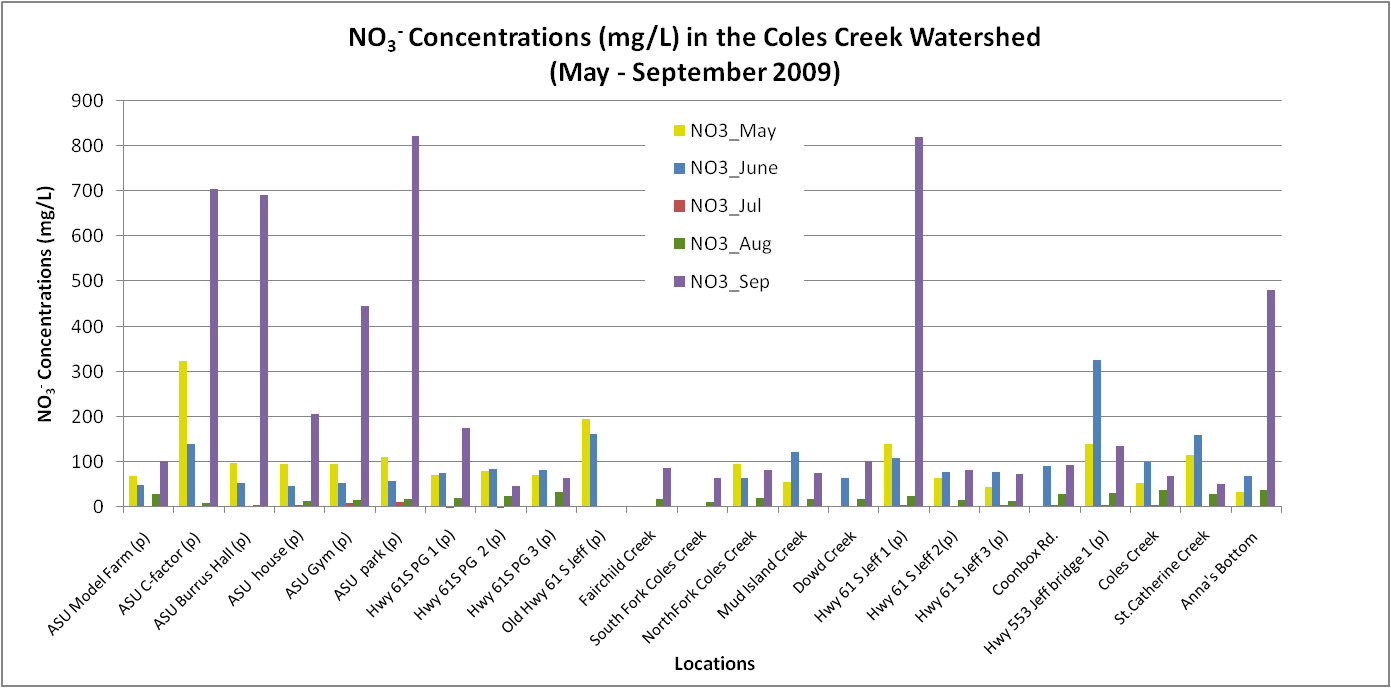 NO3- Concentrations (mg/L) in the Coles Creek Watershed
(May - September 2009)
900
800
700
600
500
400
300
200
100
0
NO3- Concentrations (mg/L)
NO3_May
NO3_June
NO3_Jul
NO3_Aug
NO3_Sep
ASU Model Farm (p)
ASU C-factor (p)
ASU Burrus Hall (p)
ASU house (p)
ASU Gym (p)
ASU park (p)
Hwy 61S PG 1 (p)
Hwy 61S PG 2 (p)
Hwy 61S PG 3 (p)
Old Hwy 61 S Jeff (p)
Fairchild Creek
South Fork Coles Creek
NorthFork Coles Creek
Mud Island Creek
Dowd Creek
Hwy 61 S Jeff 1 (p)
Hwy 61 S Jeff 2(p)
Hwy 61 S Jeff 3 (p)
Coonbox Rd.
Hwy 553 Jeff bridge 1 (p)
Coles Creek
St.Catherine Creek
Anna's Bottom
Locations